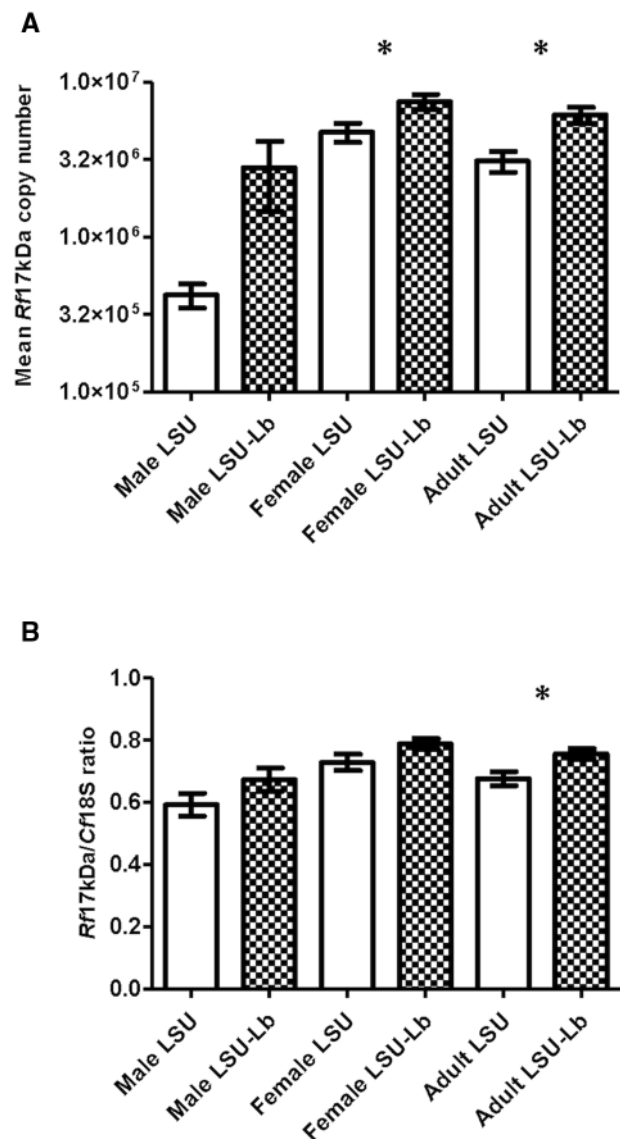 A
* *
1.0×10⁷
3.2×10⁶
1.0×10⁶
3.2×10⁵
1.0×10⁵
Mean Rf17kDa copy number
Male LSU
Male LSU-Lb
Female LSU
Female LSU-Lb
Adult LSU
Adult LSU-Lb
B
*
1.0
0.8
0.6
0.4
0.2
0.0
Rf17kDa/Cf18S ratio
Male LSU
Male LSU-Lb
Female LSU
Female LSU-Lb
Adult LSU
Adult LSU-Lb